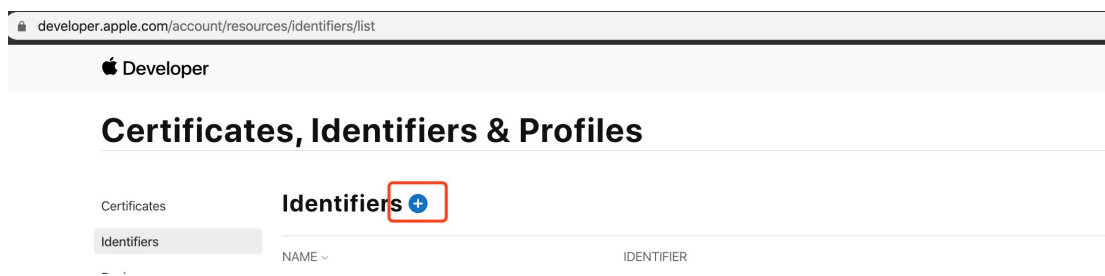 developer.apple.com/account/resources/identifiers/list
Developer
Certificates, Identifiers & Profiles
Certificates
Identifiers
Identifiers
NAME
IDENTIFIER